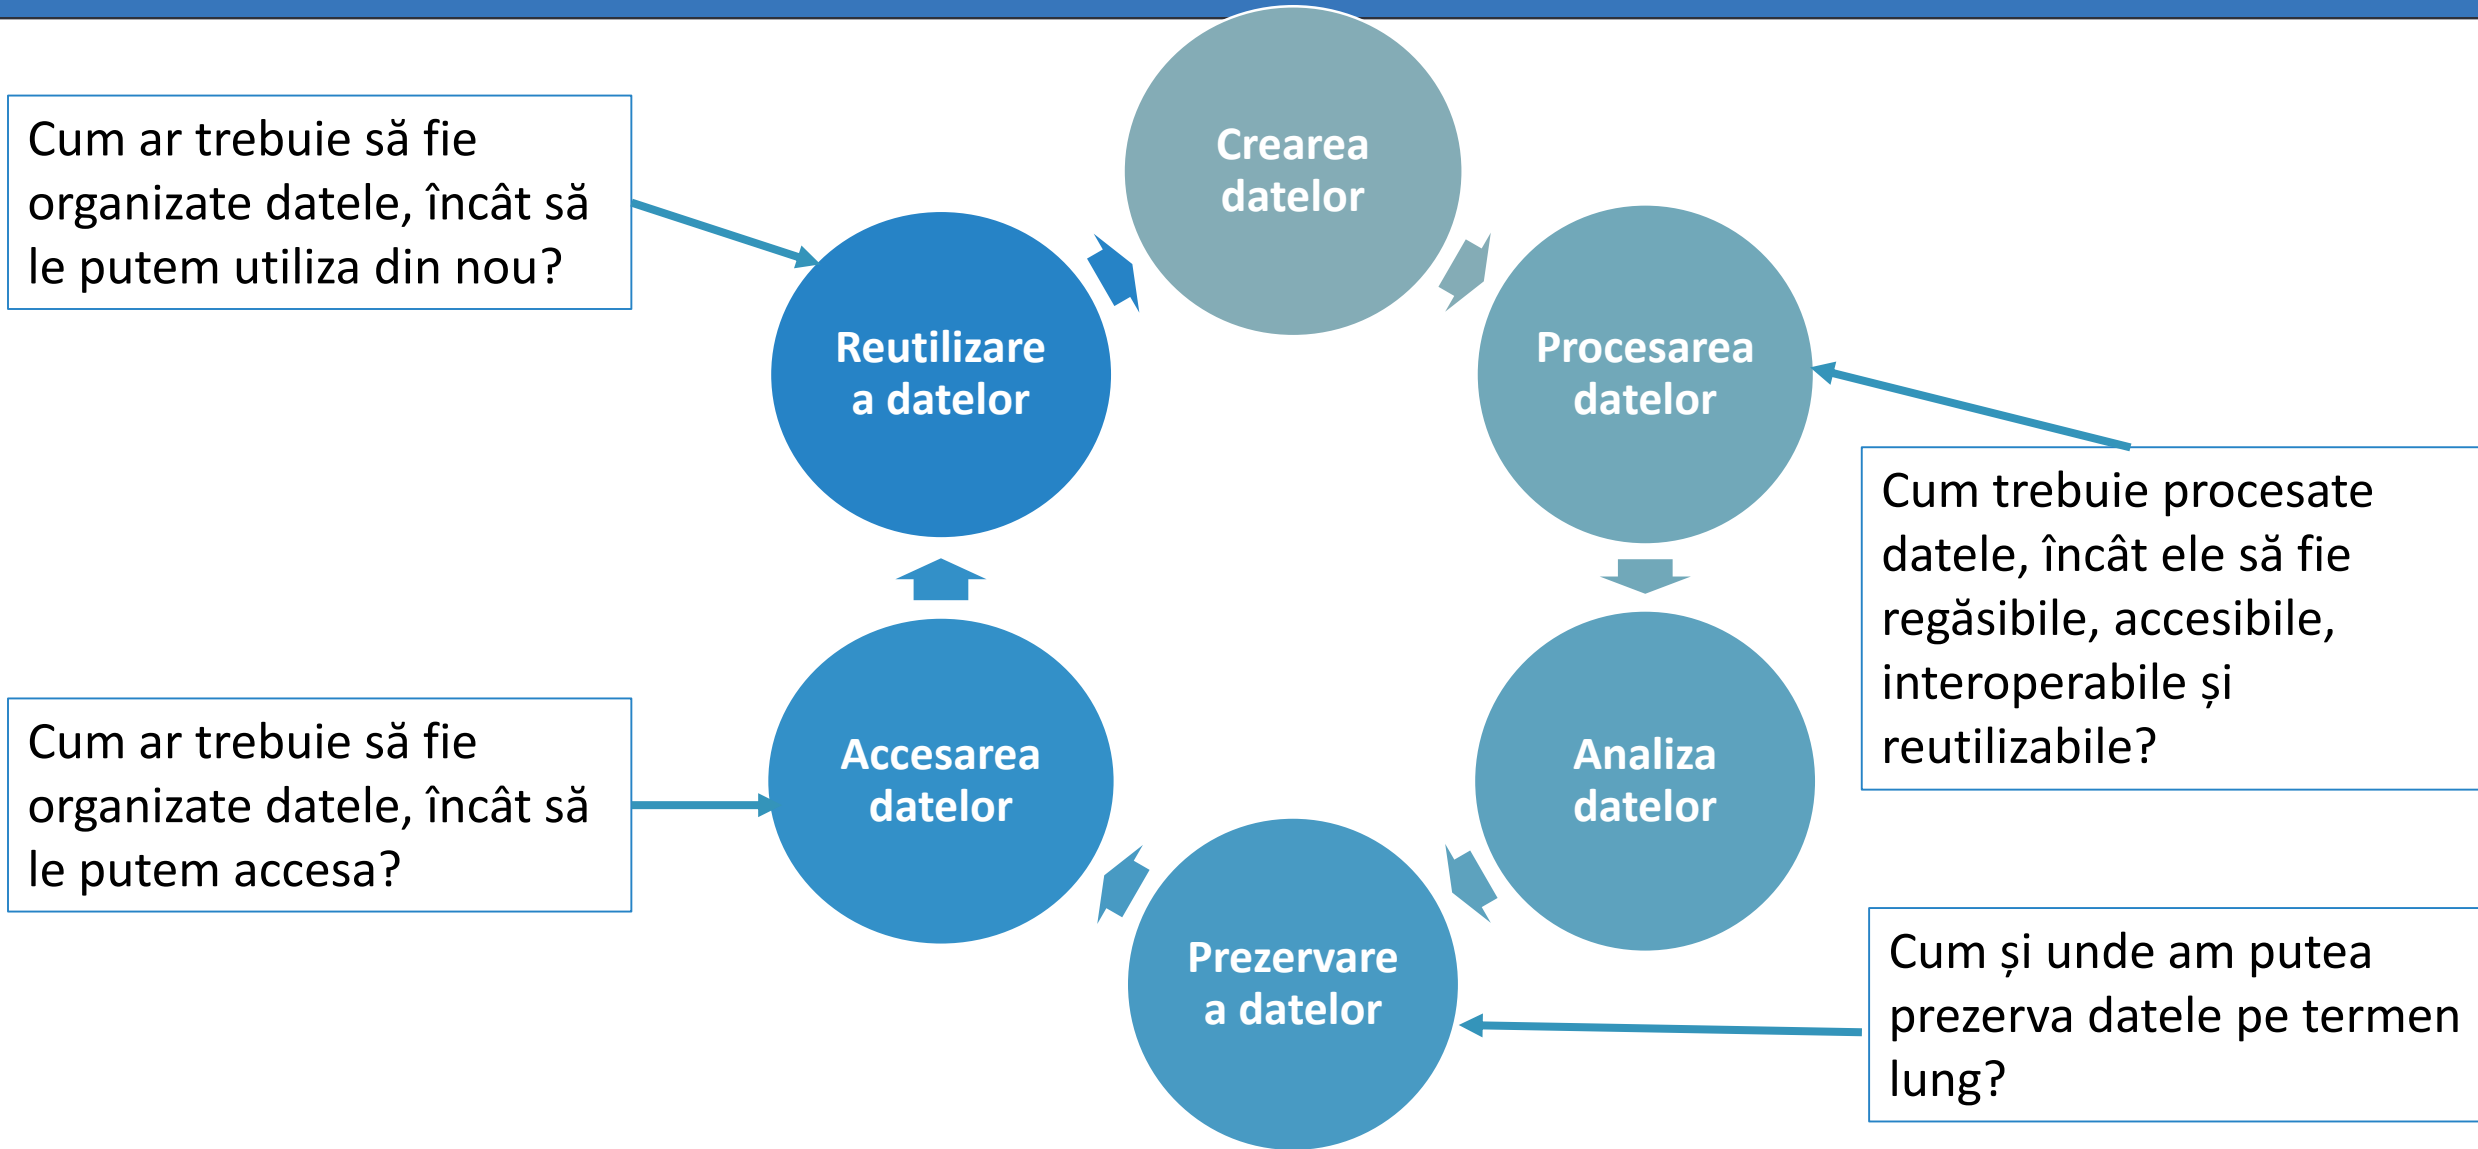 Crearea
datelor
Cum ar trebuie să fie
organizate datele, încât să
le putem utiliza din nou?
Reutilizare
a datelor
Procesarea
datelor
Cum trebuie procesate
datele, încât ele să fie
regăsibile, accesibile,
interoperabile și
reutilizabile?
Cum ar trebuie să fie
organizate datele, încât să
le putem accesa?
Accesarea
datelor
Analiza
datelor
Prezervare
a datelor
Cum și unde am putea
prezerva datele pe termen
lung?